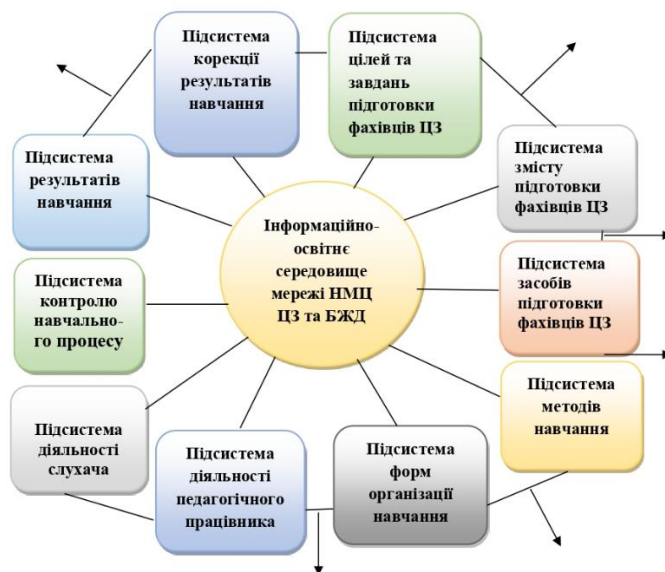 Підсистема
корекції
результатів
навчання
Підсистема
цілей та
завдань
підготовки
фахівців ЦЗ
Підсистема
змісту
підготовки
фахівців ЦЗ
Підсистема
засобів
підготовки
фахівців ЦЗ
Підсистема
методів
навчання
Підсистема
форм
організації
навчання
Підсистема
діяльності
педагогічного
працівника
Підсистема
діяльності
слухача
Підсистема
контролю
навчально-
го процесу
Підсистема
результатів
навчання
Інформаційно-
освітнє
середовище
мережі НМЦ
ЦЗ та БЖД